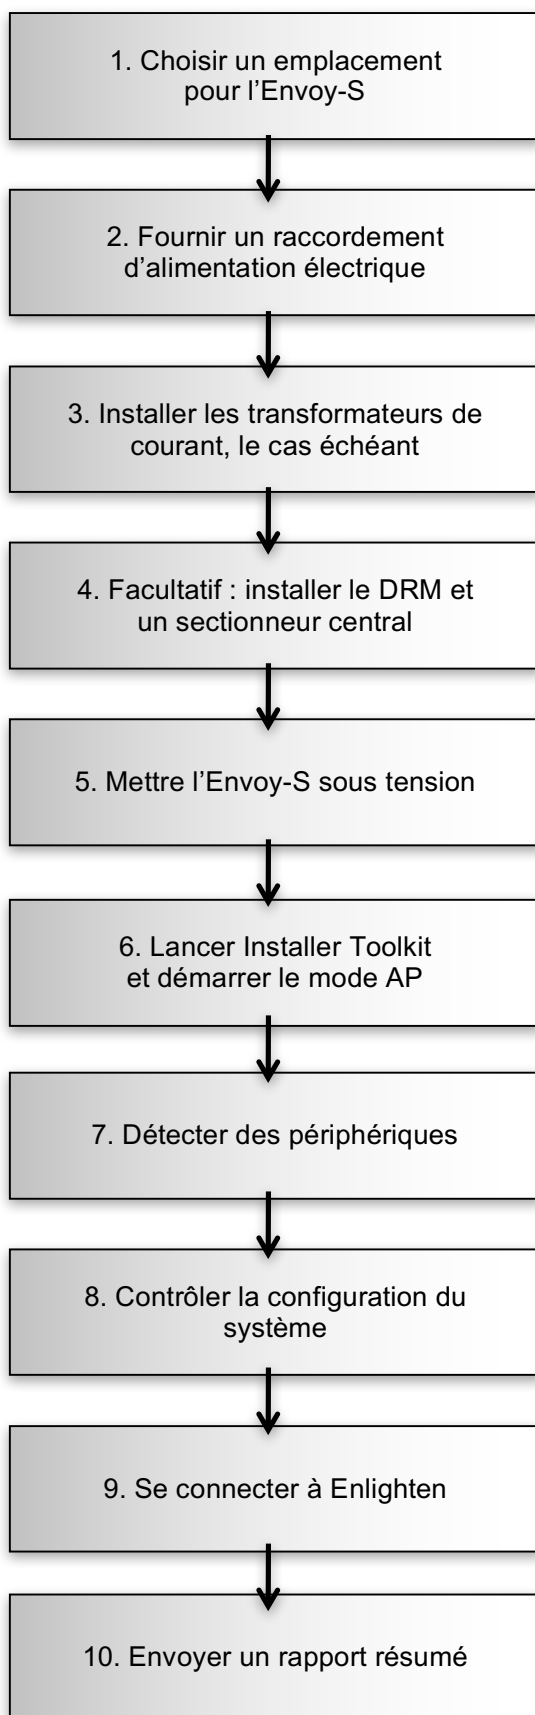 1. Choisir un emplacement
pour l’Envoy-S
2. Fournir un raccordement
d’alimentation électrique
3. Installer les transformateurs de
courant, le cas échéant
4. Facultatif : installer le DRM et
un sectionneur central
5. Mettre l’Envoy-S sous tension
6. Lancer Installer Toolkit
et démarrer le mode AP
7. Détecter des périphériques
8. Contrôler la configuration du
système
9. Se connecter à Enlighten
10. Envoyer un rapport résumé